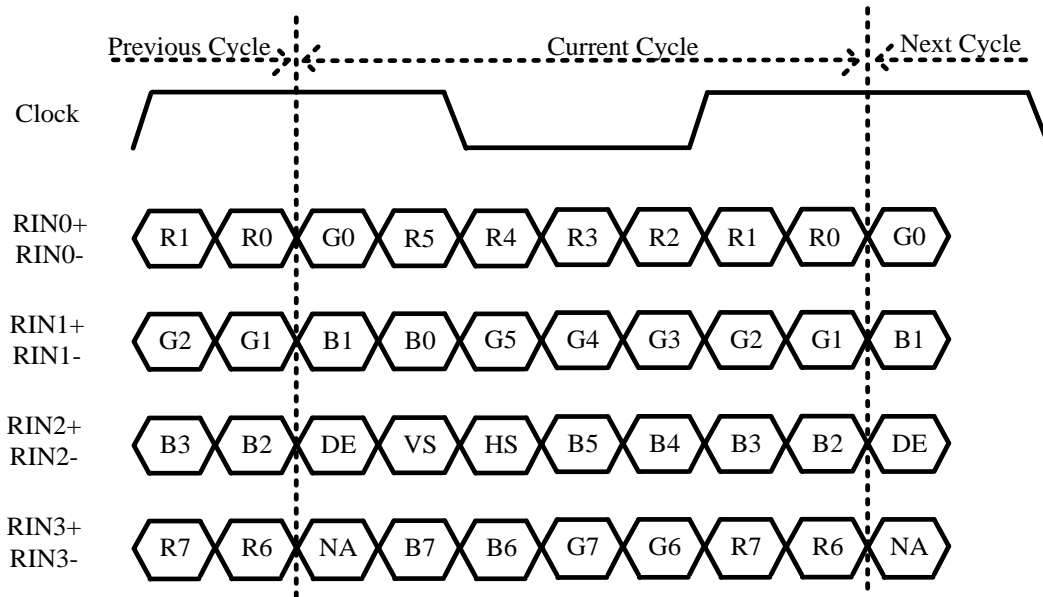 Previous Cycle Current Cycle Next Cycle
Clock
RIN0+
RIN0-
R1 R0 G0 R5 R4 R3 R2 R1 R0 G0
RIN1+
RIN1-
G2 G1 B1 B0 G5 G4 G3 G2 G1 B1
RIN2+
RIN2-
B3 B2 DE VS HS B5 B4 B3 B2 DE
RIN3+
RIN3-
R7 R6 NA B7 B6 G7 G6 R7 R6 NA